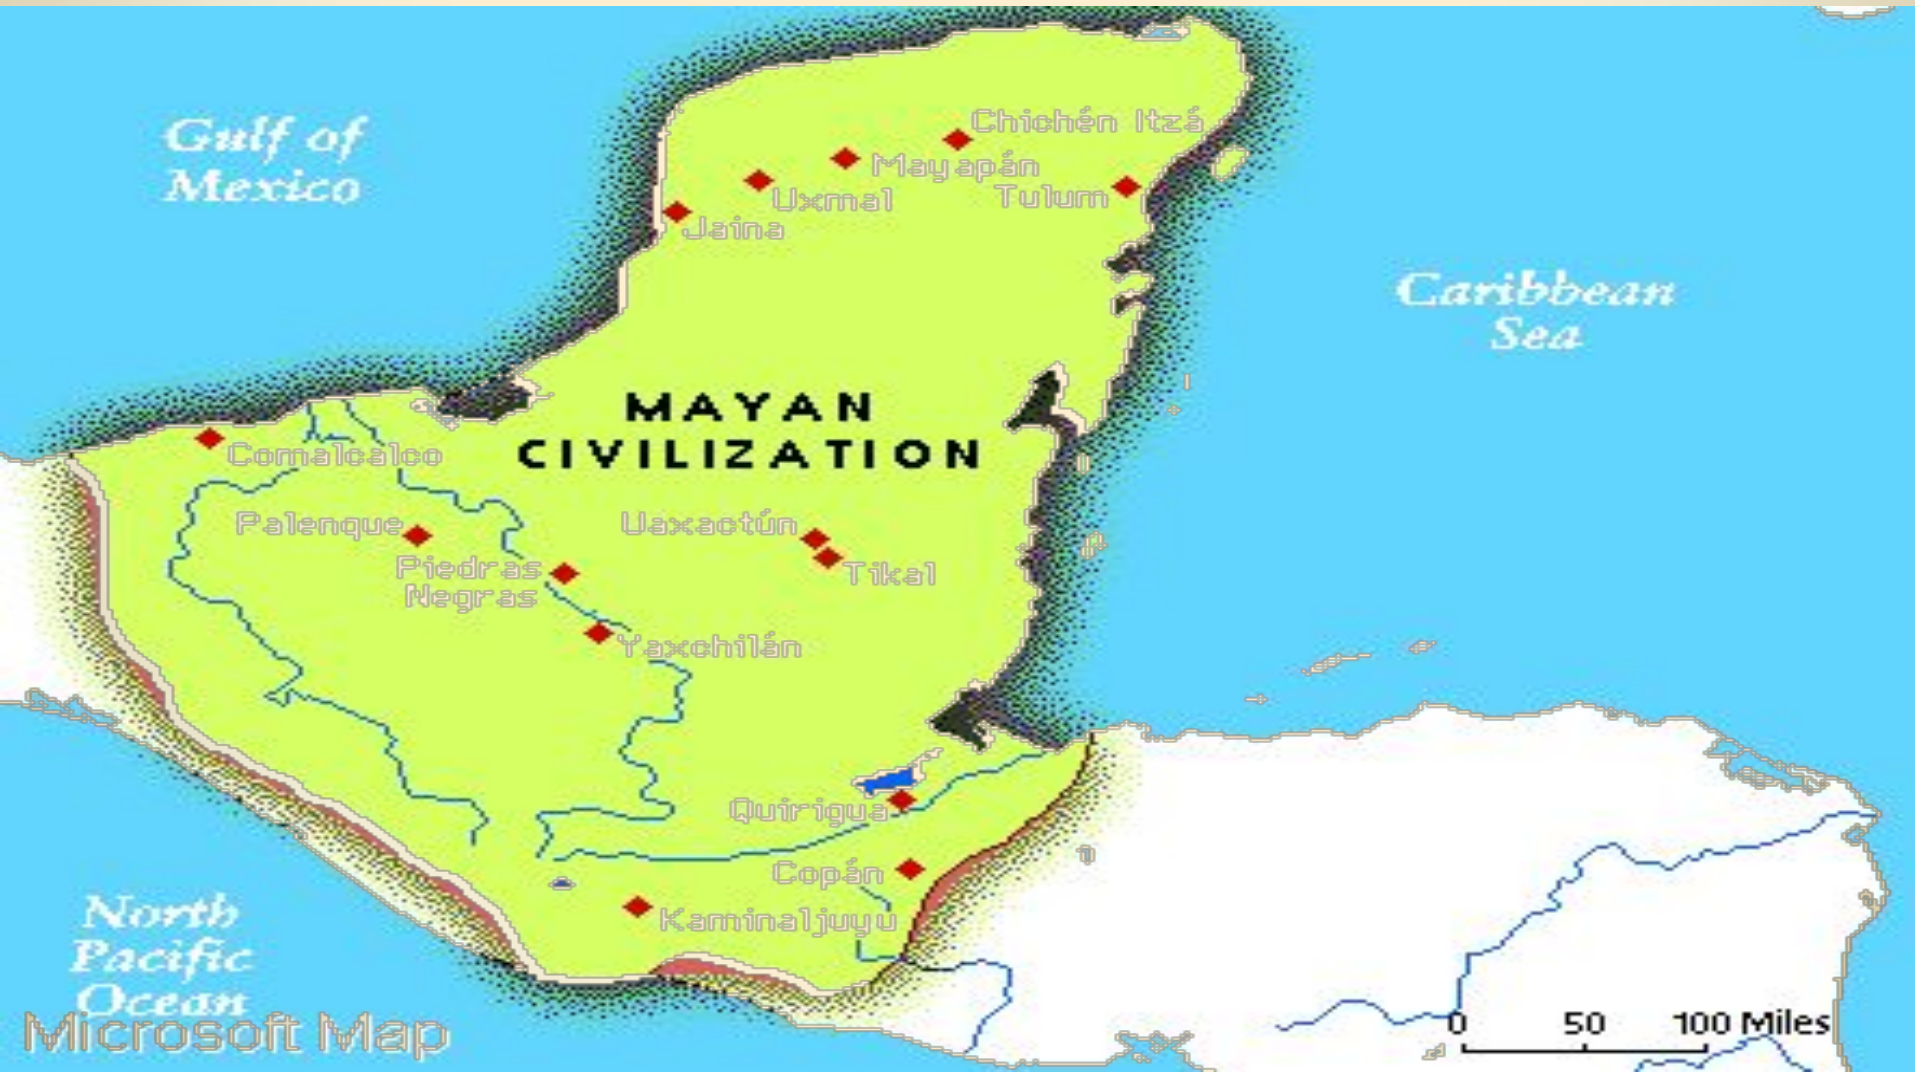 Gulf of
Mexico
Chichén Itzá
Mayapán
Uxmal
Tulum
Jaina
Caribbean
Sea
MAYAN
CIVILIZATION
Comalcalco
Palenque
Uaxactún
Piedras
Negras
Tikal
Yaxchilán
Quirigua
Copán
Kaminaljuyu
North
Pacific
Ocean
Microsoft Map
0 50 100 Miles